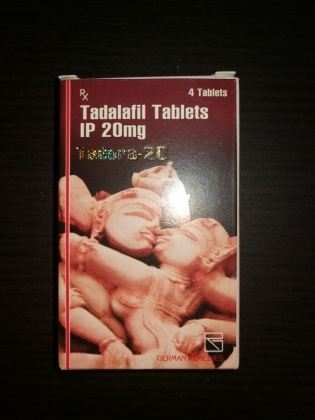 Rx
4 Tablets
Tadalafil Tablets
IP 20mg
Tadora-20
GERMAN REMEDIES